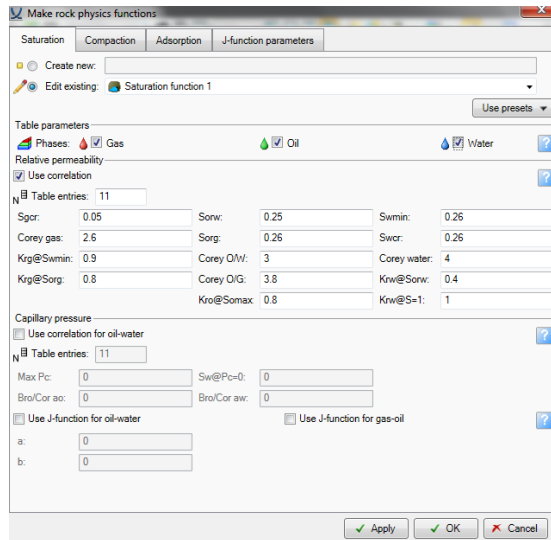 Make rock physics functions
Saturation Compaction Adsorption J-function parameters
Create new:
Edit existing: Saturation function 1
Use presets
Table parameters
Phases: Gas Oil Water ?
Relative permeability
Use correlation ?
N Table entries: 11
Sgcr: 0.05 Sorw: 0.25 Swmin: 0.26
Corey gas: 2.6 Sorg: 0.26 Swcr: 0.26
Krg@Swmin: 0.9 Corey O/W: 3 Corey water: 4
Krg@Sorg: 0.8 Corey O/G: 3.8 Krw@Sorw: 0.4
Kro@Somax: 0.8 Krw@S=1: 1
Capillary pressure
Use correlation for oil-water ?
N Table entries: 11
Max Pc: 0 Sw@Pc=0: 0
Bro/Cor ao: 0 Bro/Cor aw: 0
Use J-function for oil-water Use J-function for gas-oil ?
a: 0
b: 0
Apply OK Cancel